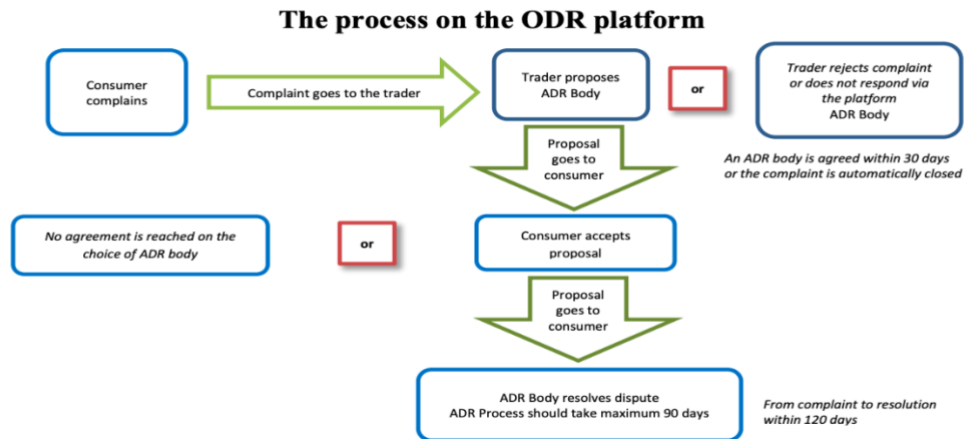 The process on the ODR platform
Consumer
complains
Complaint goes to the trader
Trader proposes
ADR Body
or
Trader rejects complaint
or does not respond via
the platform
ADR Body
Proposal
goes to
consumer
An ADR body is agreed within 30 days
or the complaint is automatically closed
No agreement is reached on the
choice of ADR body
or
Consumer accepts
proposal
Proposal
goes to
consumer
ADR Body resolves dispute
ADR Process should take maximum 90 days
From complaint to resolution
within 120 days